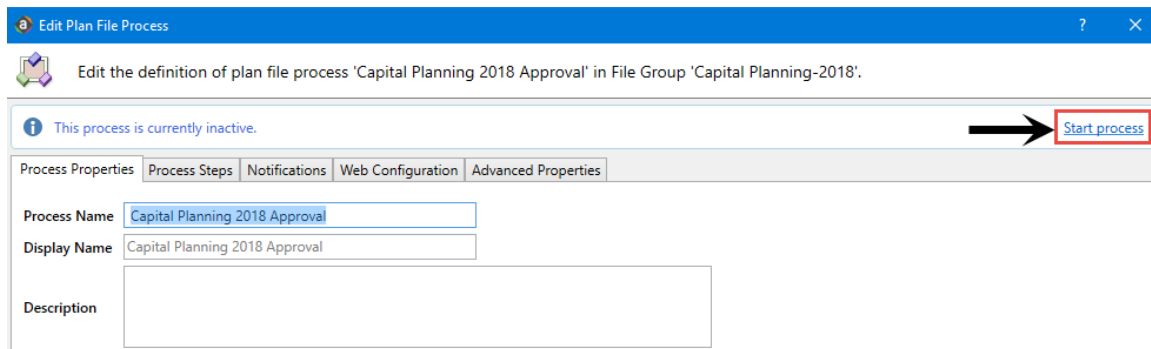 Edit Plan File Process ?
Edit the definition of plan file process 'Capital Planning 2018 Approval' in File Group 'Capital Planning-2018'.
This process is currently inactive. Start process
Process Properties Process Steps Notifications Web Configuration Advanced Properties
Process Name Capital Planning 2018 Approval
Display Name Capital Planning 2018 Approval
Description